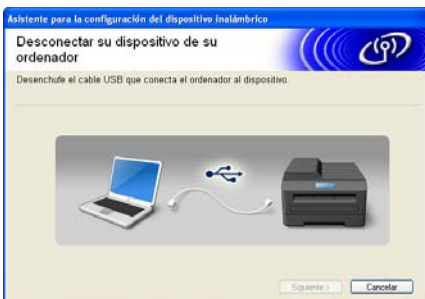 Asistente para la configuración del dispositivo inalámbrico
Desconectar su dispositivo de su
ordenador
Desenchufe el cable USB que conecta el ordenador al dispositivo.
Siguiente >
Cancelar